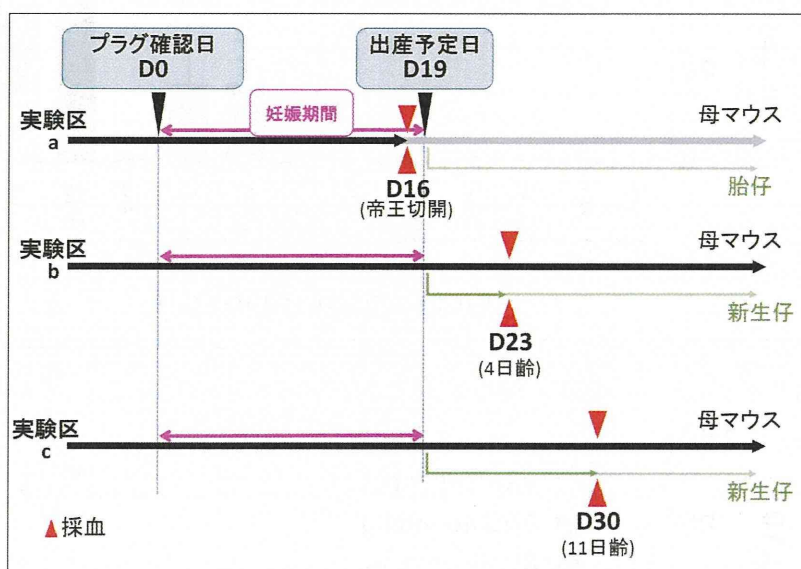 プラグ確認日
D0
出産予定日
D19
妊娠期間
実験区
a
母マウス
D16
(帝王切開)
胎仔
実験区
b
母マウス
新生仔
D23
(4日齢)
実験区
c
母マウス
新生仔
D30
(11日齢)
採血